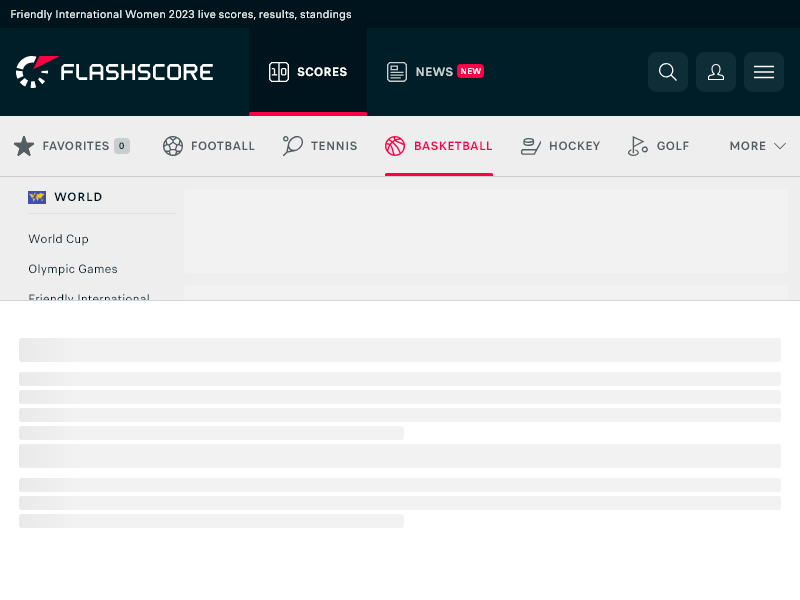 Friendly International Women 2023 live scores, results, standings
FLASHSCORE
SCORES
NEWS NEW
FAVORITES 0
FOOTBALL
TENNIS
BASKETBALL
HOCKEY
GOLF
MORE
WORLD
World Cup
Olympic Games
Friendly International